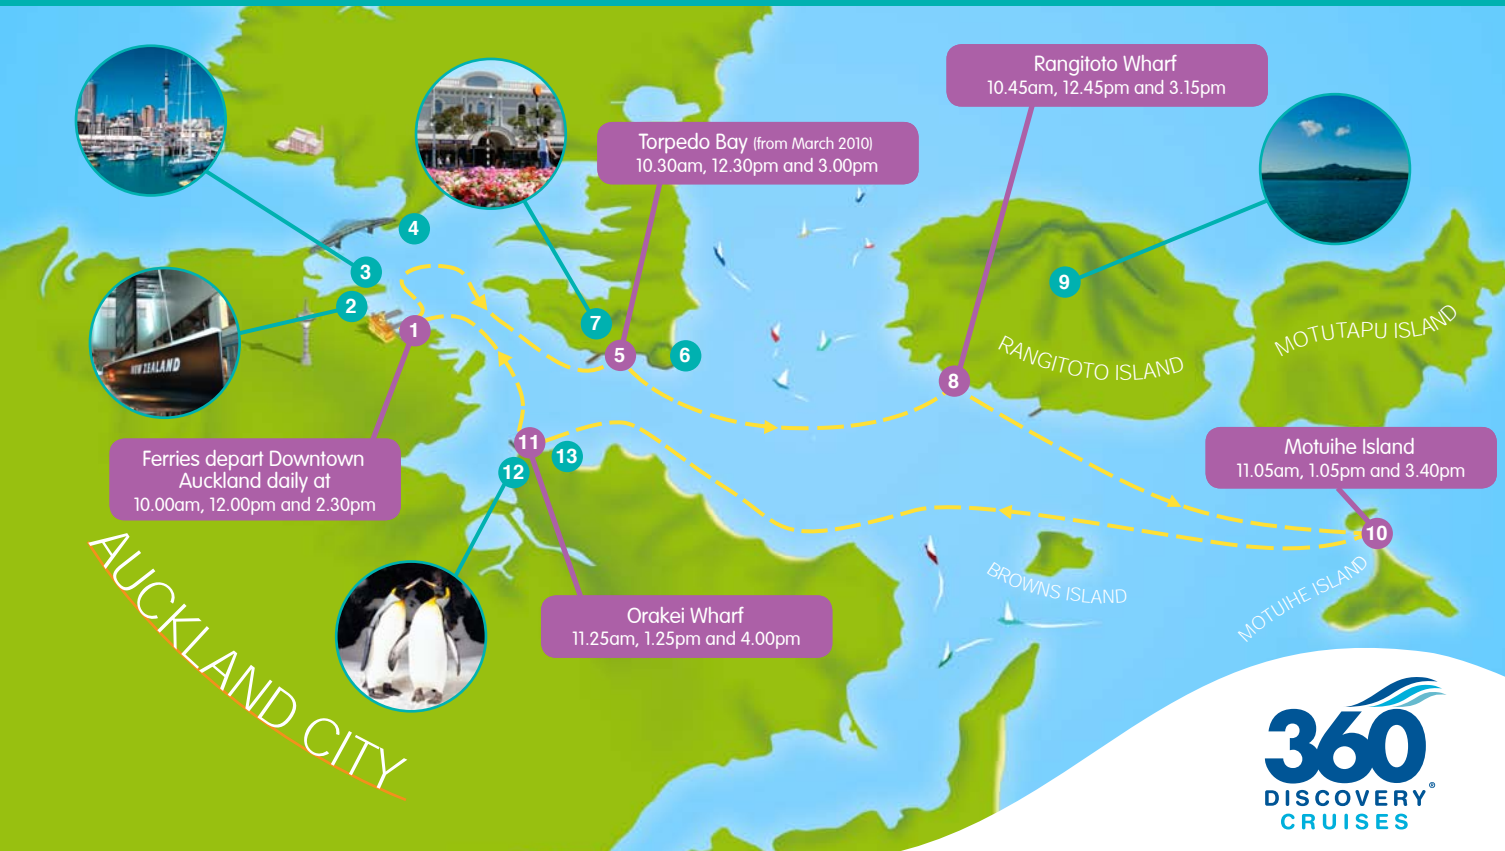 Rangitoto Wharf
10.45am, 12.45pm and 3.15pm
Torpedo Bay (from March 2010)
10.30am, 12.30pm and 3.00pm
4
3
2
1
9
7
5
6
8
RANGITOTO ISLAND
MOTUTAPU ISLAND
NEW ZEALAND
Ferries depart Downtown
Auckland daily at
10.00am, 12.00pm and 2.30pm
11
13
12
Motuihe Island
11.05am, 1.05pm and 3.40pm
10
AUCKLAND CITY
BROWNS ISLAND
MOTUIHE ISLAND
Orakei Wharf
11.25am, 1.25pm and 4.00pm
360
DISCOVERY®
CRUISES